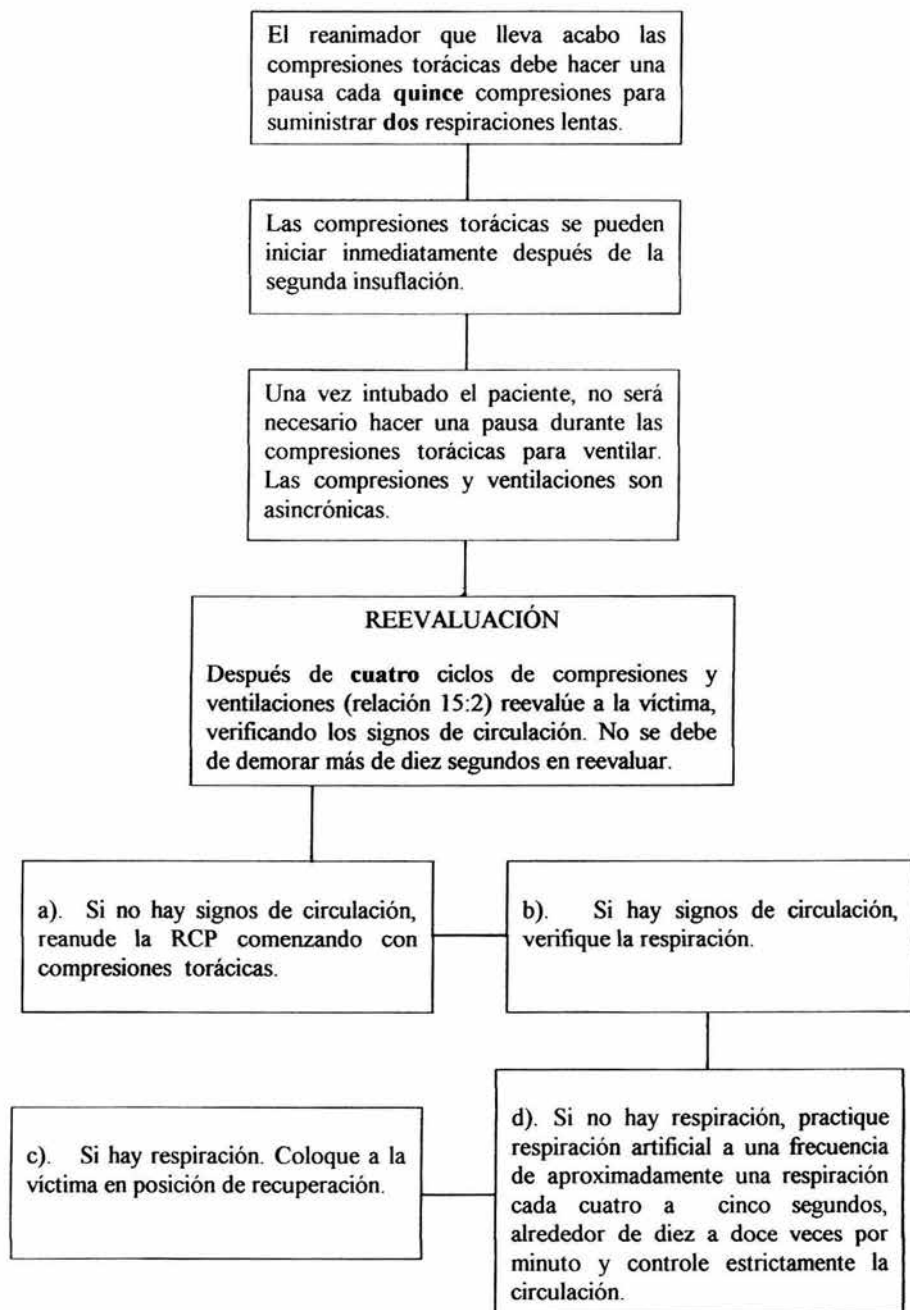 El reanimador que lleva acabo las
compresiones torácicas debe hacer una
pausa cada quince compresiones para
suministrar dos respiraciones lentas.
Las compresiones torácicas se pueden
iniciar inmediatamente después de la
segunda insuflación.
Una vez intubado el paciente, no será
necesario hacer una pausa durante las
compresiones torácicas para ventilar.
Las compresiones y ventilaciones son
asincrónicas.
REEVALUACIÓN
Después de cuatro ciclos de compresiones y
ventilaciones (relación 15:2) reevalúe a la víctima,
verificando los signos de circulación. No se debe
de demorar más de diez segundos en reevaluar.
a). Si no hay signos de circulación,
reanude la RCP comenzando con
compresiones torácicas.
b). Si hay signos de circulación,
verifique la respiración.
c). Si hay respiración. Coloque a la
víctima en posición de recuperación.
d). Si no hay respiración, practique
respiración artificial a una frecuencia
de aproximadamente una respiración
cada cuatro a cinco segundos,
alrededor de diez a doce veces por
minuto y controle estrictamente la
circulación.